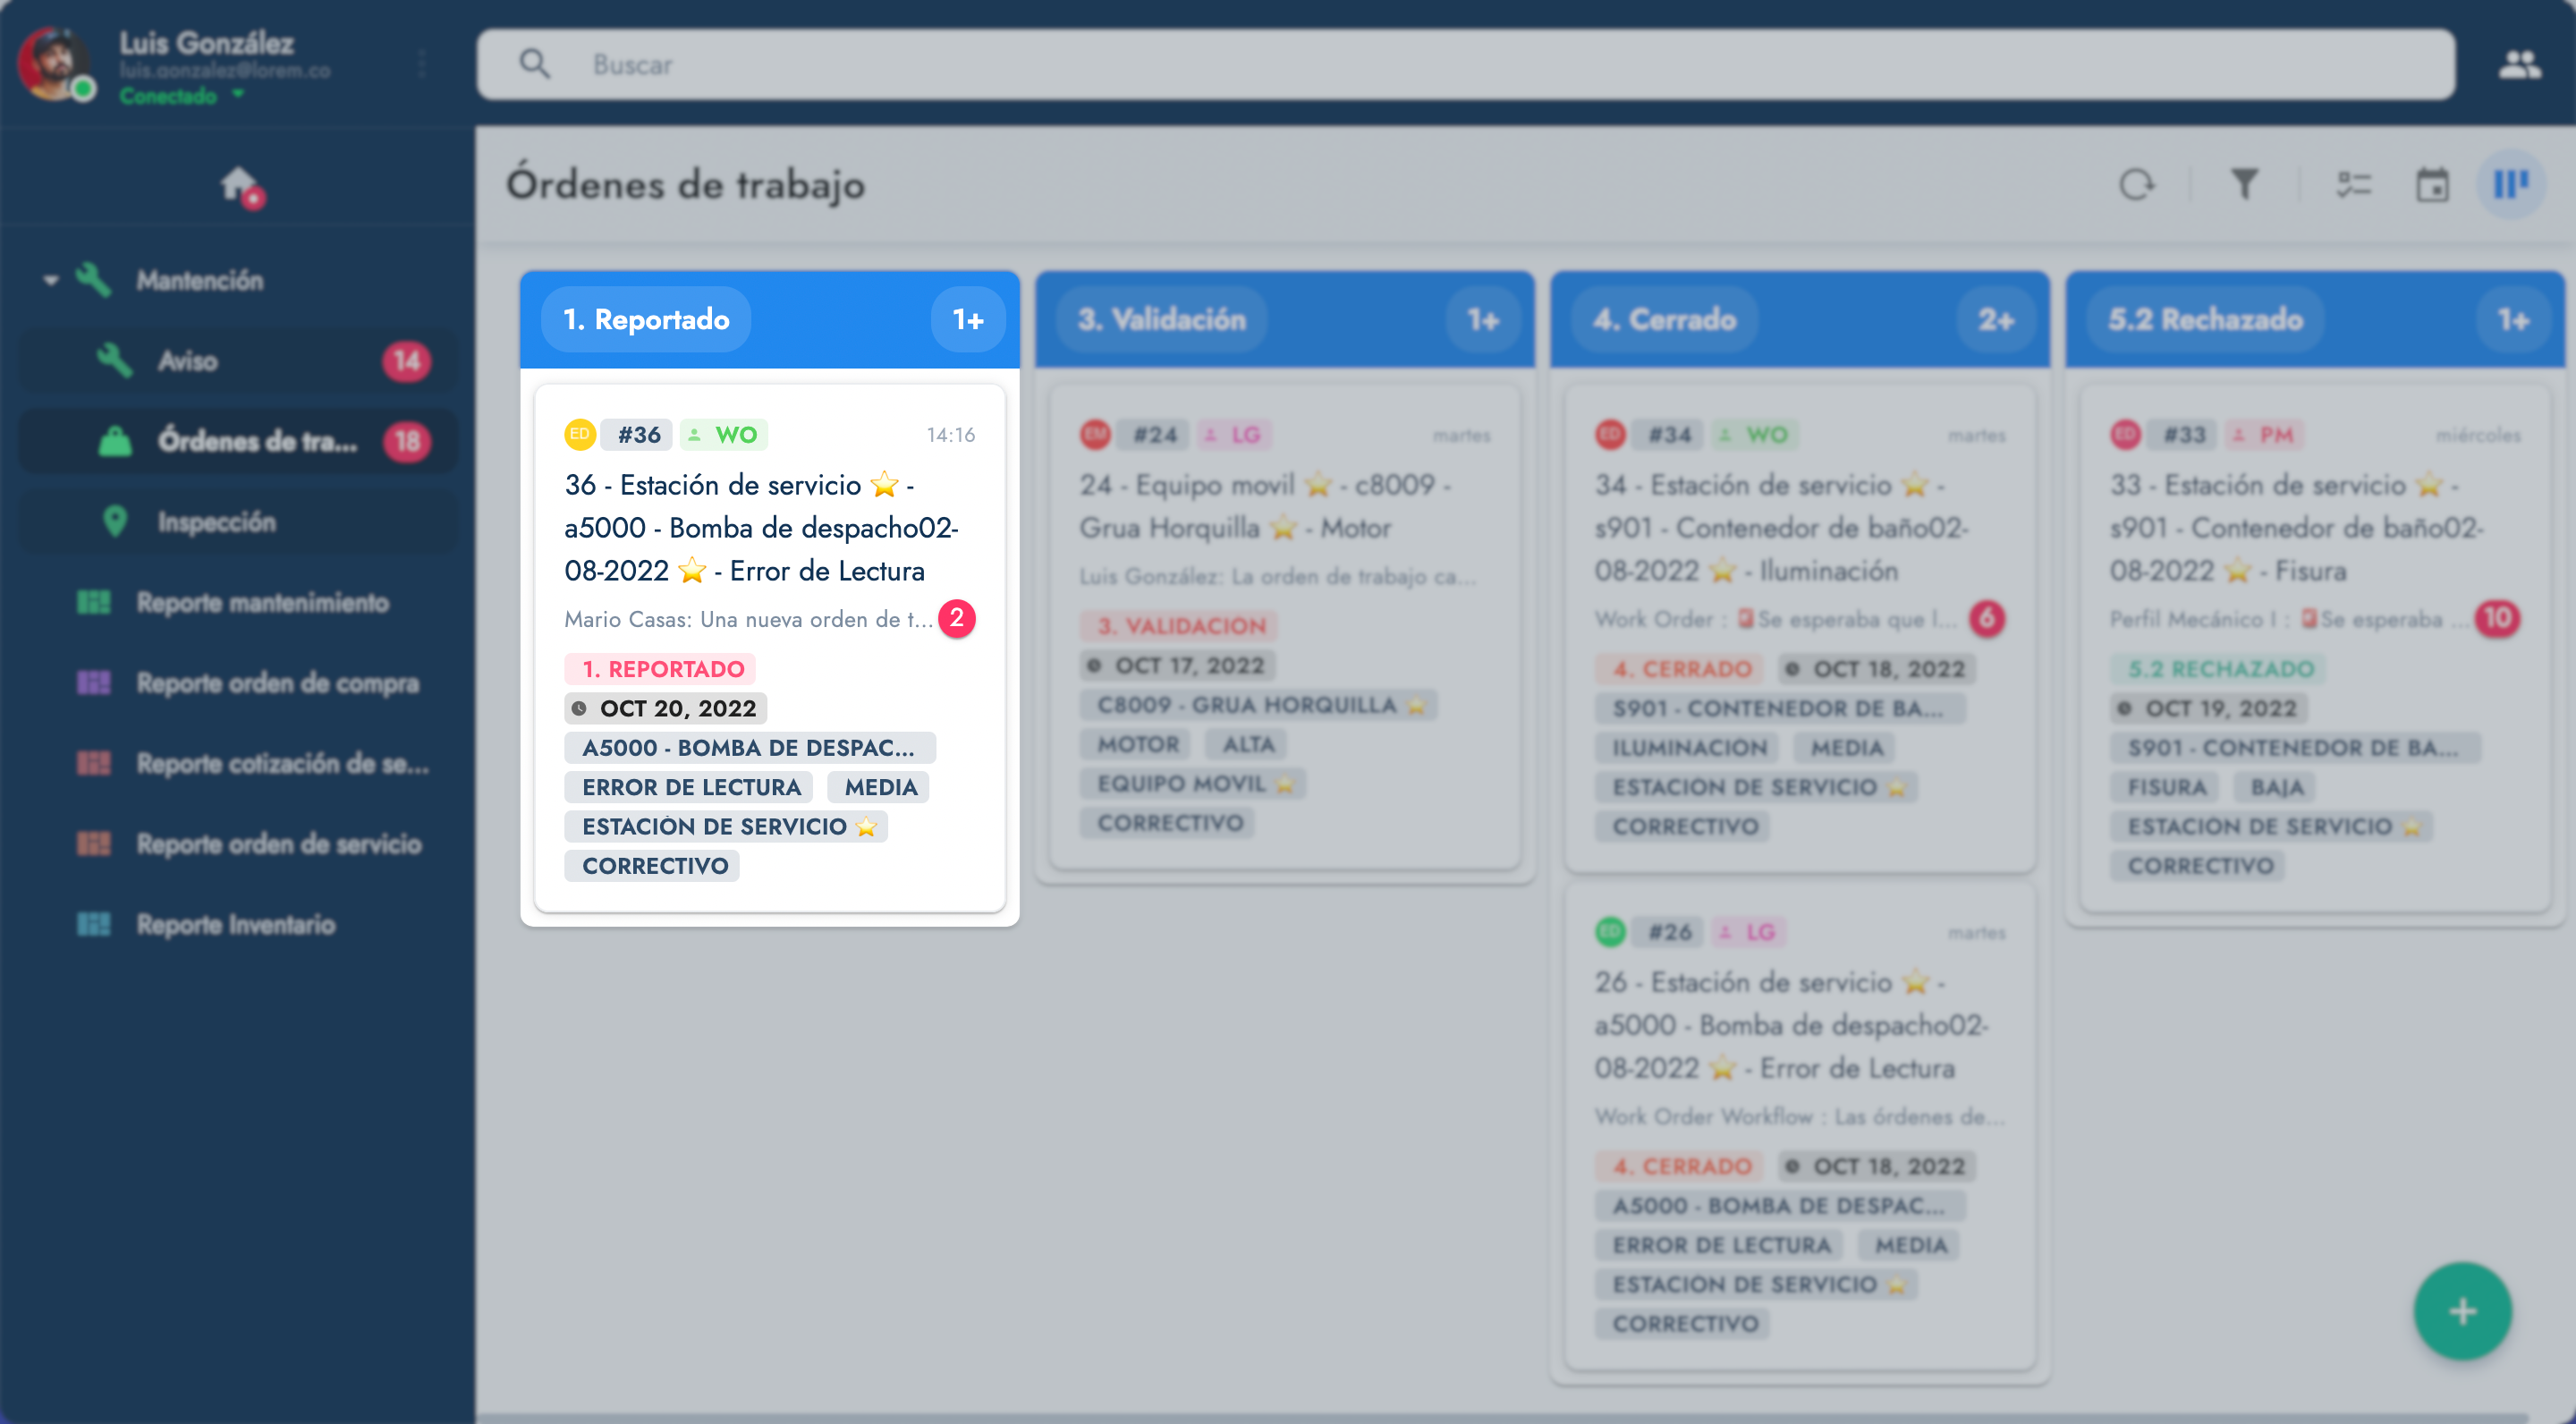 Luis González
luis.gonzalez@lorem.co
Conectado
Buscar
Mantención
Aviso 14
Órdenes de tra... 18
Inspección
Reporte mantenimiento
Reporte orden de compra
Reporte cotización de se...
Reporte orden de servicio
Reporte Inventario
Órdenes de trabajo
1. Reportado 1+
ED #36 WO 14:16
36 - Estación de servicio ⭐ -
a5000 - Bomba de despacho02-
08-2022 ⭐ - Error de Lectura
Mario Casas: Una nueva orden de t... 2
1. REPORTADO
OCT 20, 2022
A5000 - BOMBA DE DESPAC...
ERROR DE LECTURA MEDIA
ESTACIÓN DE SERVICIO ⭐
CORRECTIVO
3. Validación 1+
EM #24 LG martes
24 - Equipo movil ⭐ - c8009 -
Grua Horquilla ⭐ - Motor
Luis González: La orden de trabajo ca...
3. VALIDACIÓN
OCT 17, 2022
C8009 - GRUA HORQUILLA ⭐
MOTOR ALTA
EQUIPO MOVIL ⭐
CORRECTIVO
4. Cerrado 2+
ED #34 WO martes
34 - Estación de servicio ⭐ -
s901 - Contenedor de baño02-
08-2022 ⭐ - Iluminación
Work Order : Se esperaba que l... 6
4. CERRADO OCT 18, 2022
S901 - CONTENEDOR DE BA...
ILUMINACIÓN MEDIA
ESTACIÓN DE SERVICIO ⭐
CORRECTIVO
ED #26 LG martes
26 - Estación de servicio ⭐ -
a5000 - Bomba de despacho02-
08-2022 ⭐ - Error de Lectura
Work Order Workflow : Las órdenes de...
4. CERRADO OCT 18, 2022
A5000 - BOMBA DE DESPAC...
ERROR DE LECTURA MEDIA
ESTACIÓN DE SERVICIO ⭐
CORRECTIVO
5.2 Rechazado 1+
ED #33 PM miércoles
33 - Estación de servicio ⭐ -
s901 - Contenedor de baño02-
08-2022 ⭐ - Fisura
Perfil Mecánico I : Se esperaba ... 10
5.2 RECHAZADO
OCT 19, 2022
S901 - CONTENEDOR DE BA...
FISURA BAJA
ESTACIÓN DE SERVICIO ⭐
CORRECTIVO